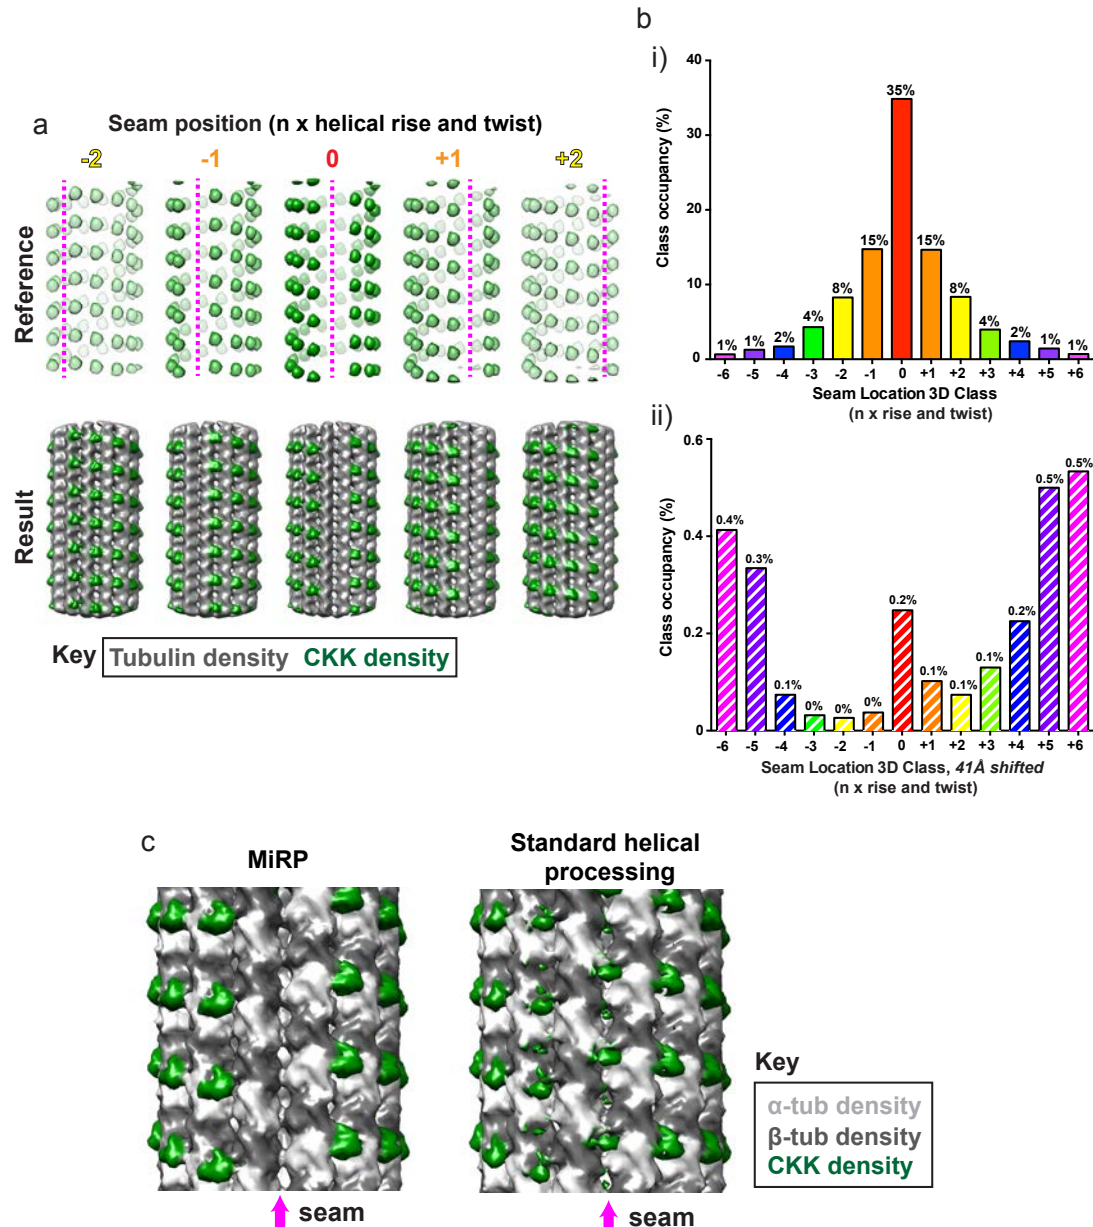 a
Seam position (n x helical rise and twist)
-2 -1 0 +1 +2
Reference
Result
Key Tubulin density CKK density
b
i)
Class occupancy (%)
40
30
20
10
0
1% 1% 2% 4% 8% 15% 35% 15% 8% 4% 2% 1% 1%
-6 -5 -4 -3 -2 -1 0 +1 +2 +3 +4 +5 +6
Seam Location 3D Class
(n x rise and twist)
ii)
Class occupancy (%)
0.6
0.4
0.2
0
0.4% 0.3% 0.1% 0% 0% 0% 0.2% 0.1% 0.1% 0.1% 0.2% 0.5% 0.5%
-6 -5 -4 -3 -2 -1 0 +1 +2 +3 +4 +5 +6
Seam Location 3D Class, 41Å shifted
(n x rise and twist)
c
MiRP
Standard helical
processing
seam
seam
Key
α-tub density
β-tub density
CKK density